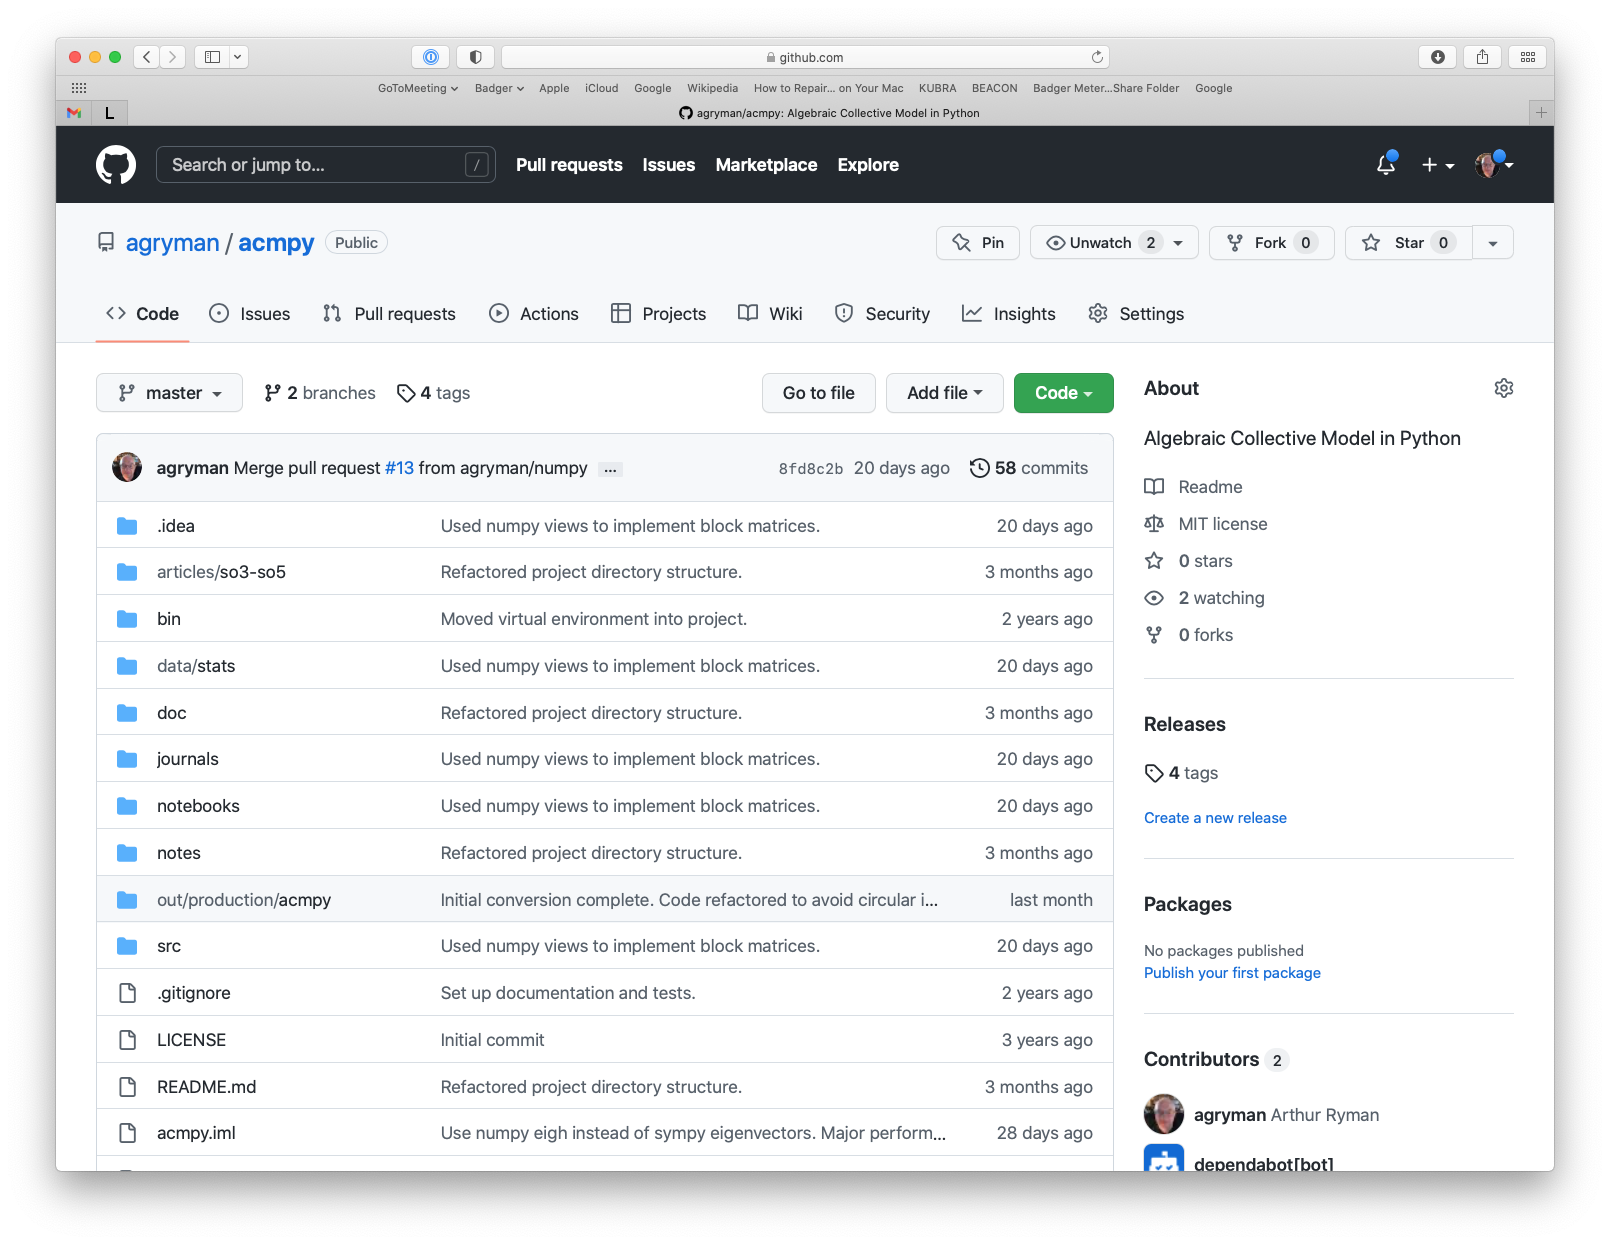 github.com
GoToMeeting Badger Apple iCloud Google Wikipedia How to Repair... on Your Mac KUBRA BEACON Badger Meter...Share Folder Google
L agryman/acmpy: Algebraic Collective Model in Python
Search or jump to... / Pull requests Issues Marketplace Explore
agryman / acmpy Public Pin Unwatch 2 Fork 0 Star 0
Code Issues Pull requests Actions Projects Wiki Security Insights Settings
master 2 branches 4 tags Go to file Add file Code
agryman Merge pull request #13 from agryman/numpy ... 8fd8c2b 20 days ago 58 commits
.idea Used numpy views to implement block matrices. 20 days ago
articles/so3-so5 Refactored project directory structure. 3 months ago
bin Moved virtual environment into project. 2 years ago
data/stats Used numpy views to implement block matrices. 20 days ago
doc Refactored project directory structure. 3 months ago
journals Used numpy views to implement block matrices. 20 days ago
notebooks Used numpy views to implement block matrices. 20 days ago
notes Refactored project directory structure. 3 months ago
out/production/acmpy Initial conversion complete. Code refactored to avoid circular i... last month
src Used numpy views to implement block matrices. 20 days ago
.gitignore Set up documentation and tests. 2 years ago
LICENSE Initial commit 3 years ago
README.md Refactored project directory structure. 3 months ago
acmpy.iml Use numpy eigh instead of sympy eigenvectors. Major perform... 28 days ago
About
Algebraic Collective Model in Python
Readme
MIT license
0 stars
2 watching
0 forks
Releases
4 tags
Create a new release
Packages
No packages published
Publish your first package
Contributors 2
agryman Arthur Ryman
dependabot[bot]